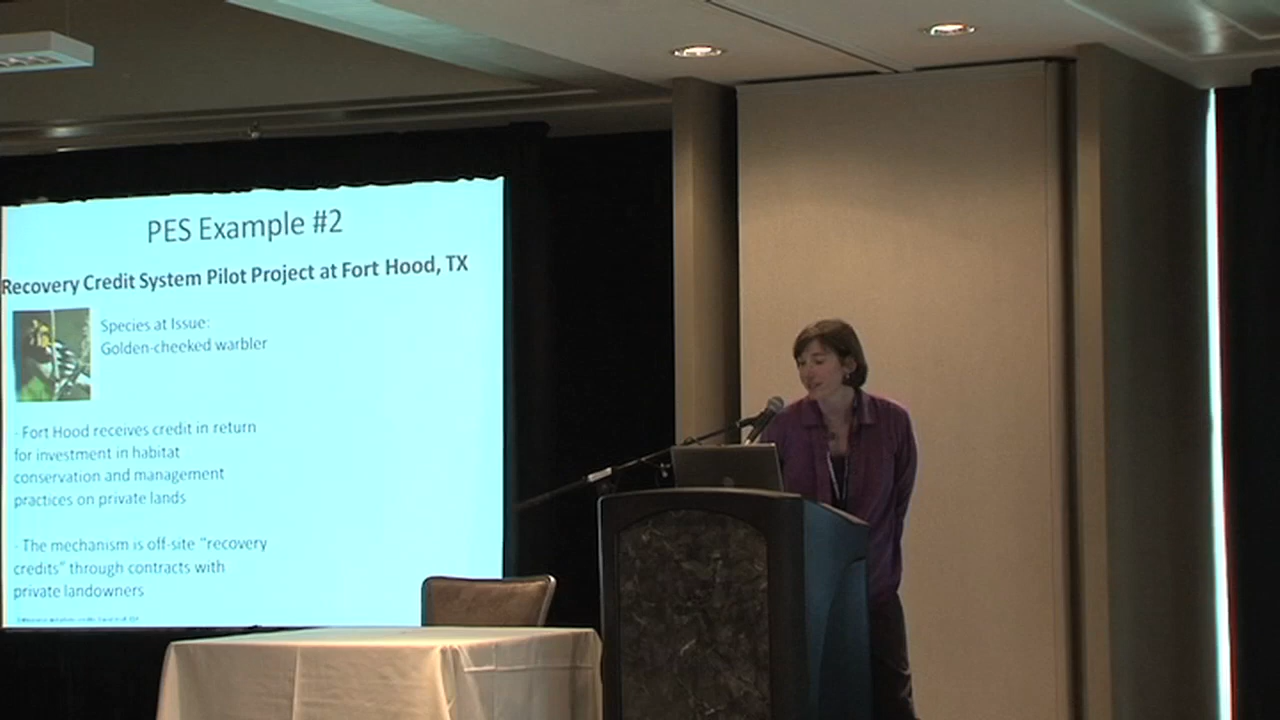 PES Example #2
Recovery Credit System Pilot Project at Fort Hood, TX
Species at Issue:
Golden-cheeked warbler
- Fort Hood receives credit in return
for investment in habitat
conservation and management
practices on private lands
- The mechanism is off-site "recovery
credits" through contracts with
private landowners